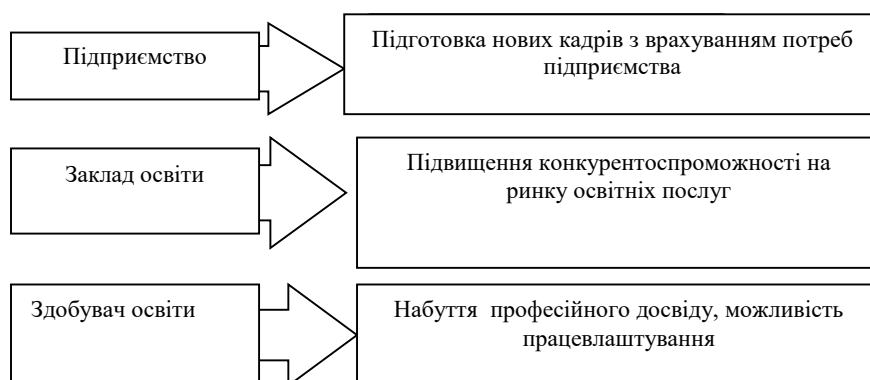 Підприємство
Підготовка нових кадрів з врахуванням потреб
підприємства
Заклад освіти
Підвищення конкурентоспроможності на
ринку освітніх послуг
Здобувач освіти
Набуття професійного досвіду, можливість
працевлаштування